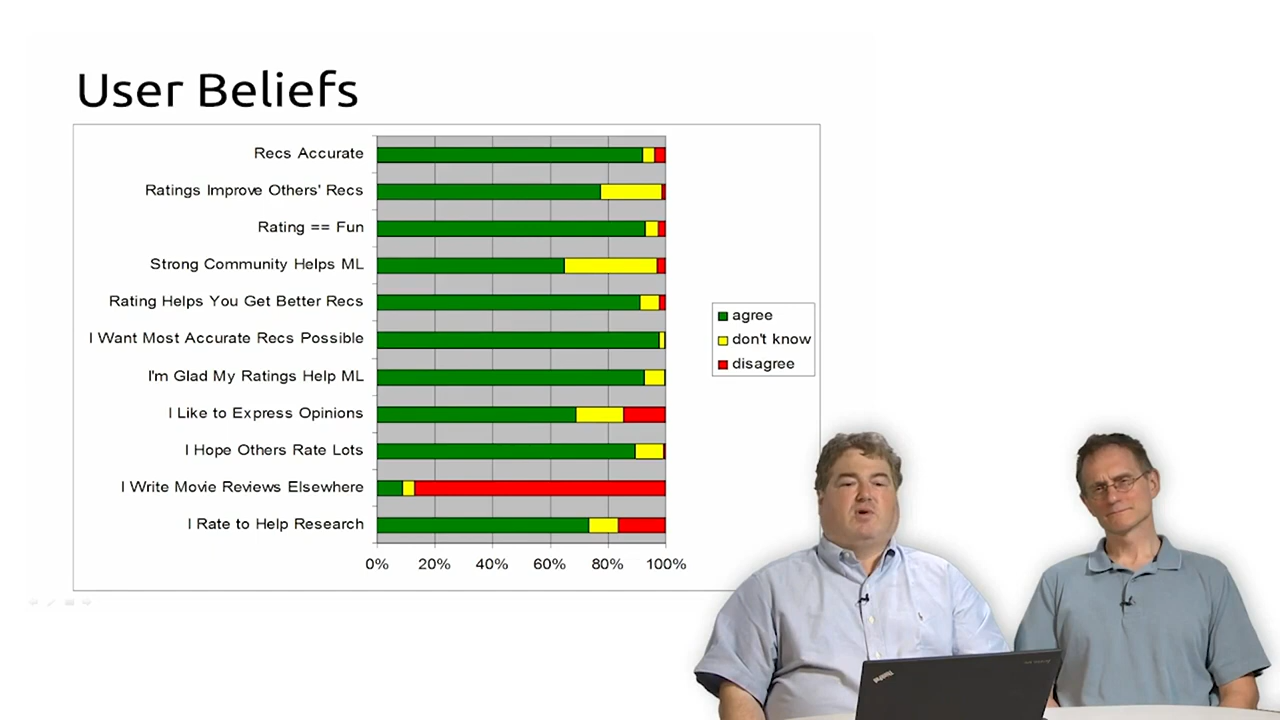 User Beliefs
Recs Accurate
Ratings Improve Others' Recs
Rating == Fun
Strong Community Helps ML
Rating Helps You Get Better Recs
I Want Most Accurate Recs Possible
I'm Glad My Ratings Help ML
I Like to Express Opinions
I Hope Others Rate Lots
I Write Movie Reviews Elsewhere
I Rate to Help Research
0% 20% 40% 60% 80% 100%
agree
don't know
disagree
ThinkPad